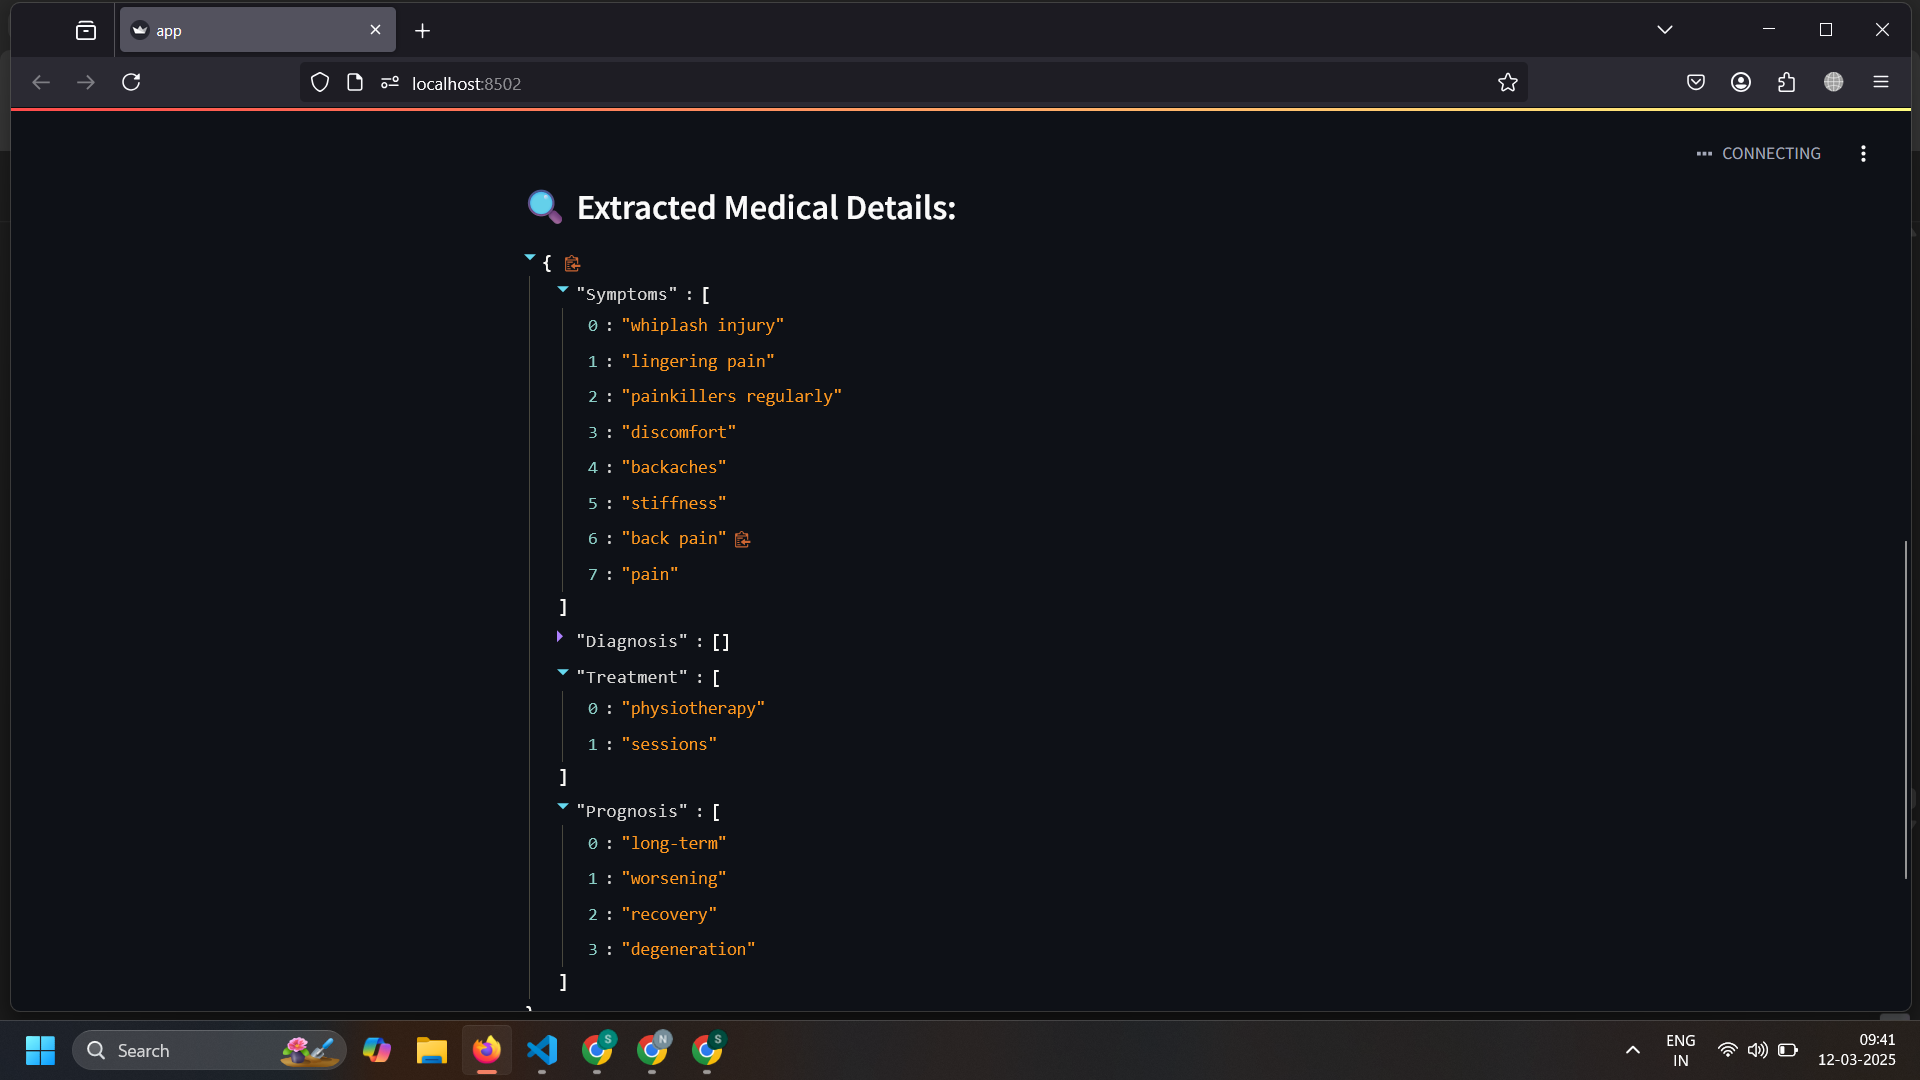 app
localhost:8502
CONNECTING
🔍 Extracted Medical Details:
{
"Symptoms" : [
0 : "whiplash injury"
1 : "lingering pain"
2 : "painkillers regularly"
3 : "discomfort"
4 : "backaches"
5 : "stiffness"
6 : "back pain"
7 : "pain"
]
"Diagnosis" : []
"Treatment" : [
0 : "physiotherapy"
1 : "sessions"
]
"Prognosis" : [
0 : "long-term"
1 : "worsening"
2 : "recovery"
3 : "degeneration"
]
Search
S
N
S
ENG
IN
09:41
12-03-2025